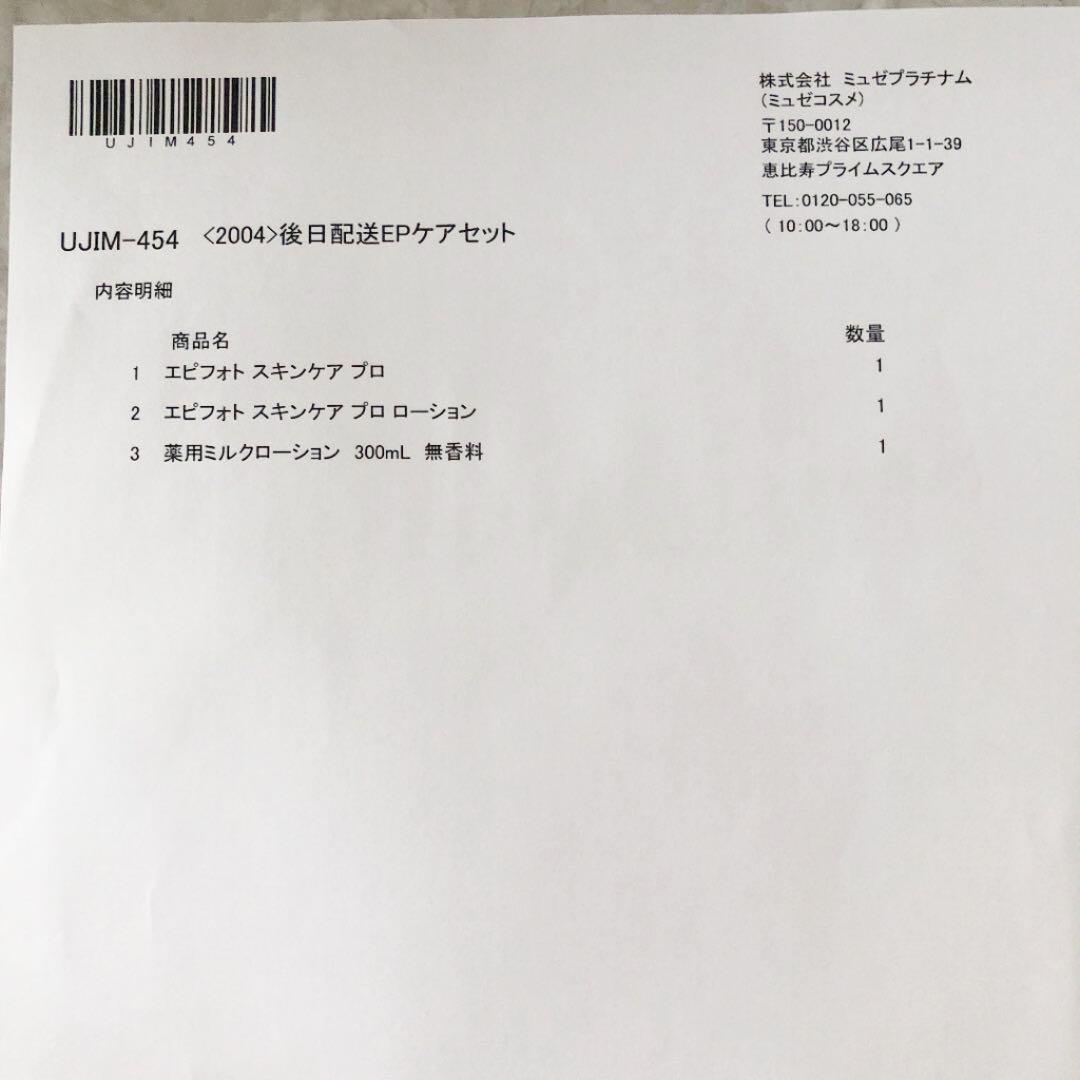 UJIM454
株式会社 ミュゼプラチナム
(ミュゼコスメ)
〒150-0012
東京都渋谷区広尾1-1-39
恵比寿プライムスクエア
TEL:0120-055-065
( 10:00～18:00 )
UJIM-454 <2004>後日配送EPケアセット
内容明細
商品名 数量
1 エピフォト スキンケア プロ 1
2 エピフォト スキンケア プロ ローション 1
3 薬用ミルクローション 300mL 無香料 1